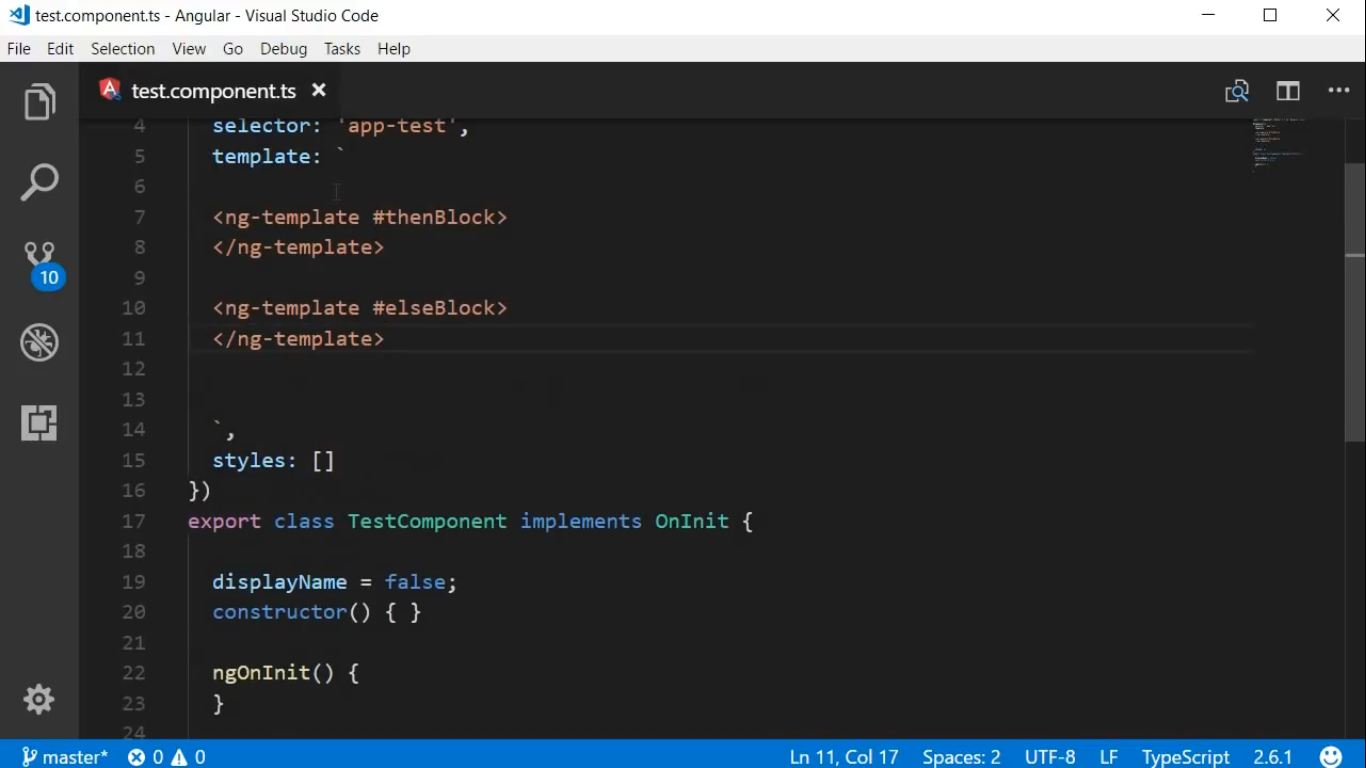 test.component.ts - Angular - Visual Studio Code
File Edit Selection View Go Debug Tasks Help
test.component.ts
4 selector: 'app-test',
5 template: `
6
7 <ng-template #thenBlock>
8 </ng-template>
9
10 <ng-template #elseBlock>
11 </ng-template>
12
13
14 `,
15 styles: []
16 })
17 export class TestComponent implements OnInit {
18
19 displayName = false;
20 constructor() { }
21
22 ngOnInit() {
23 }
24
10
master* 0 0 Ln 11, Col 17 Spaces: 2 UTF-8 LF TypeScript 2.6.1